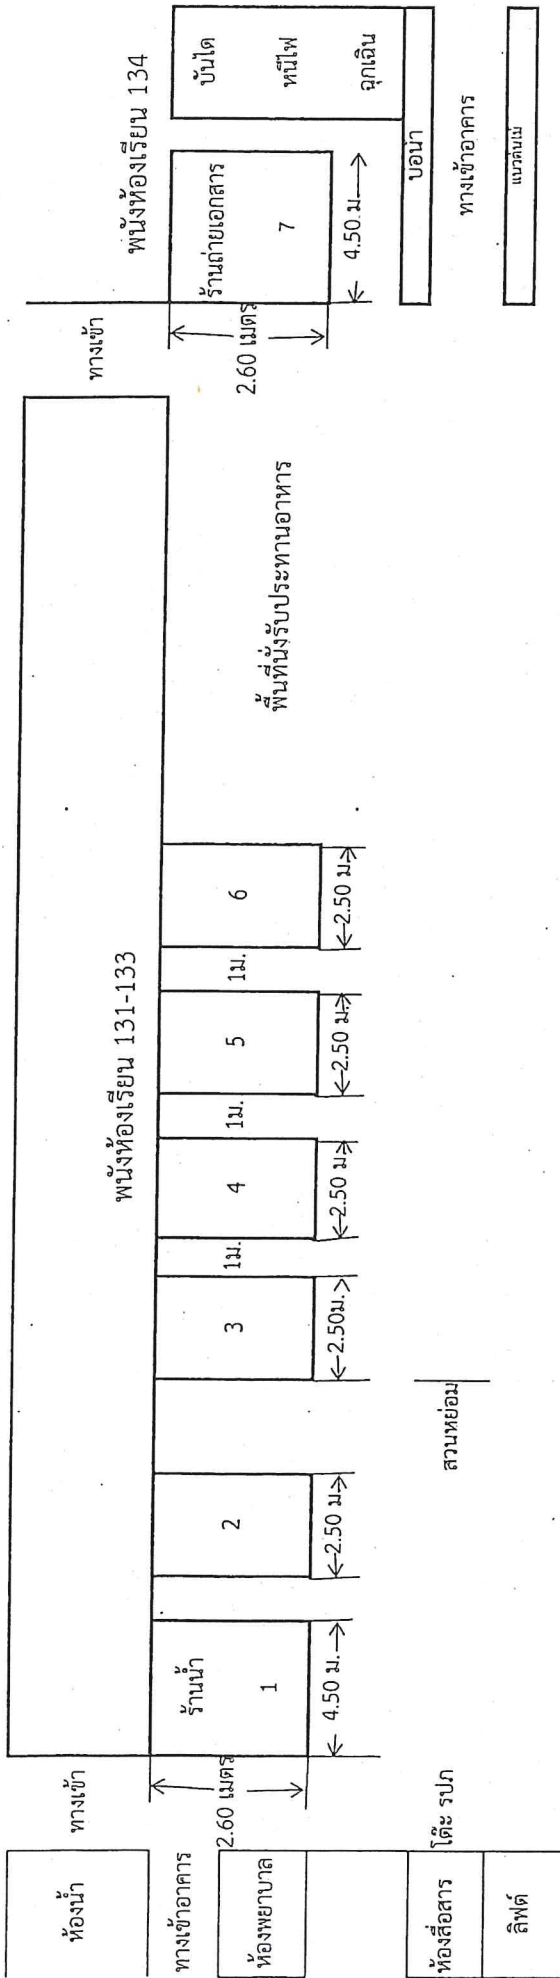 ห้องน้ำ
ทางเข้า
ทางเข้าอาคาร
ห้องพยาบาล
ห้องสื่อสาร
โต๊ะ รปภ
ลิฟต์
พนังห้องเรียน 131-133
ร้านน้ำ
1
2.60 เมตร
4.50 ม.
2
2.50 ม.
3
2.50ม.
1ม.
4
2.50 ม.
1ม.
5
2.50 ม.
1ม.
6
2.50 ม.
สวนหย่อม
พื้นที่นั่งรับประทานอาหาร
ทางเข้า
พนังห้องเรียน 134
ร้านถ่ายเอกสาร
7
2.60 เมตร
4.50 ม.
บันได
หนีไฟ
ฉุกเฉิน
บอน้ำ
ทางเข้าอาคาร
แนวต้นไม้